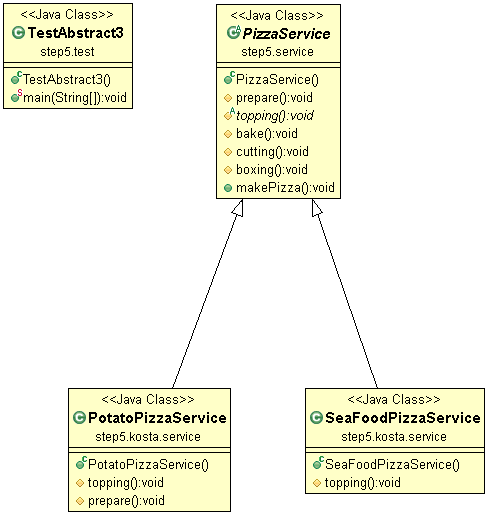 <<Java Class>>
TestAbstract3
step5.test
TestAbstract3()
main(String[]):void
<<Java Class>>
PizzaService
step5.service
PizzaService()
prepare():void
topping():void
bake():void
cutting():void
boxing():void
makePizza():void
<<Java Class>>
PotatoPizzaService
step5.kosta.service
PotatoPizzaService()
topping():void
prepare():void
<<Java Class>>
SeaFoodPizzaService
step5.kosta.service
SeaFoodPizzaService()
topping():void